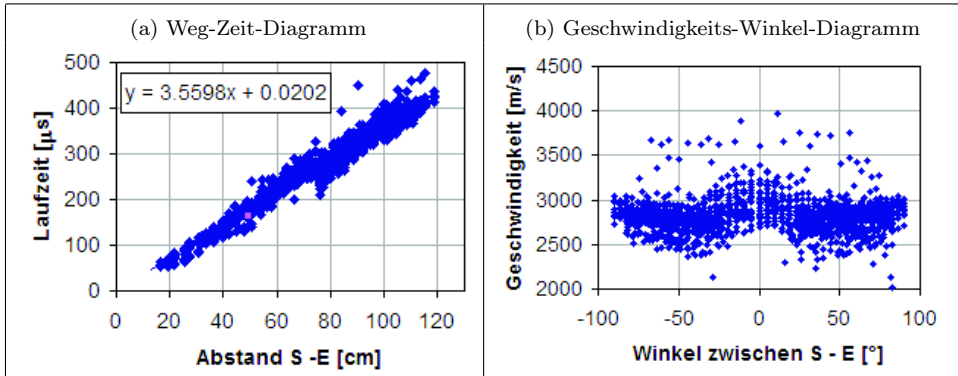 (a) Weg-Zeit-Diagramm
500
400
300
200
100
0
y = 3.5598x + 0.0202
Laufzeit [µs]
0 20 40 60 80 100 120
Abstand S -E [cm]
(b) Geschwindigkeits-Winkel-Diagramm
4500
4000
3500
3000
2500
2000
Geschwindigkeit [m/s]
-100 -50 0 50 100
Winkel zwischen S - E [°]